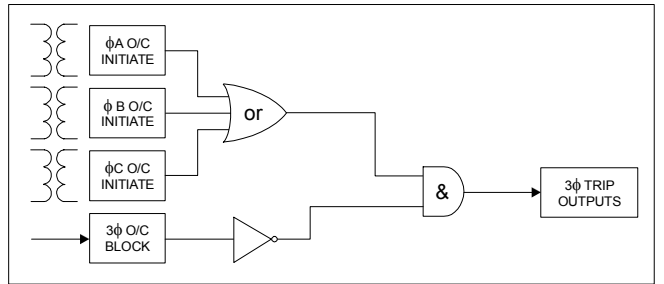 ϕA O/C
INITIATE
ϕ B O/C
INITIATE
ϕC O/C
INITIATE
3ϕ O/C
BLOCK
or
&
3ϕ TRIP
OUTPUTS